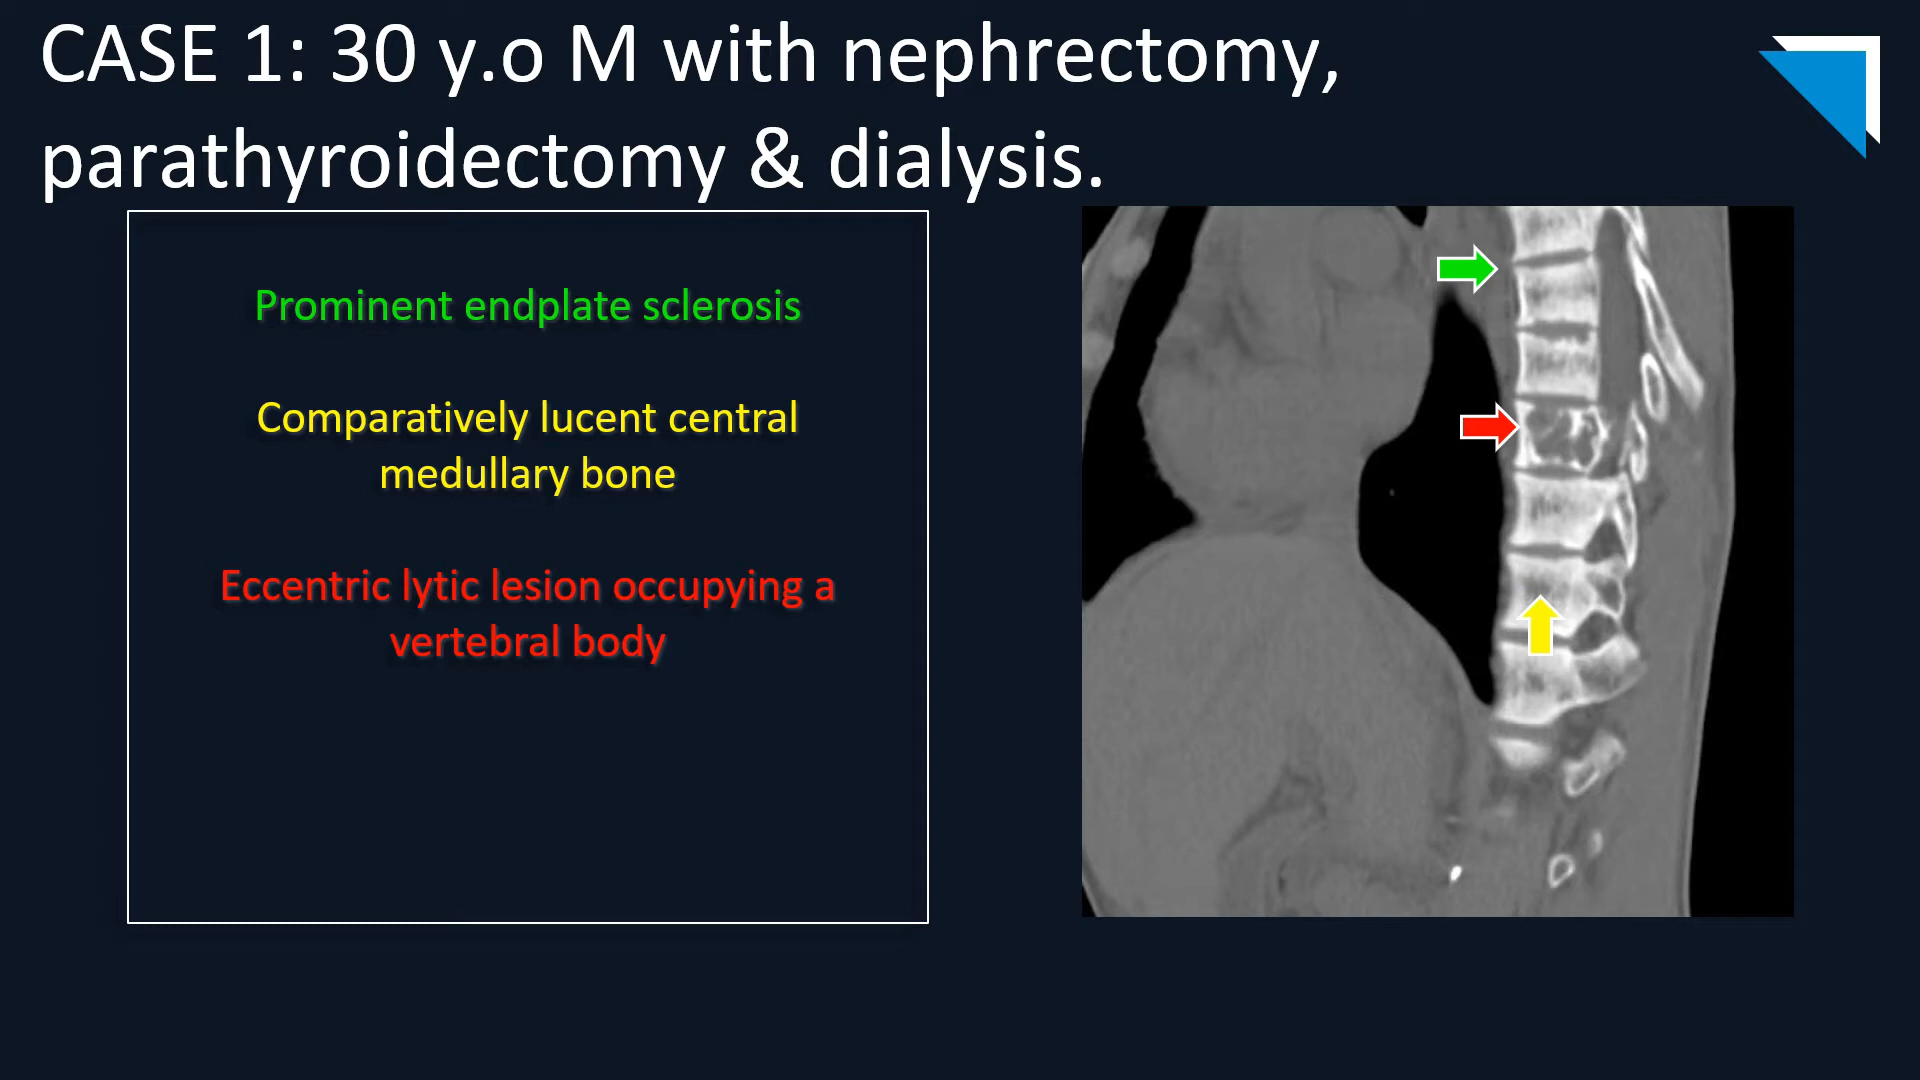 CASE 1: 30 y.o M with nephrectomy,
parathyroidectomy & dialysis.
Prominent endplate sclerosis
Comparatively lucent central
medullary bone
Eccentric lytic lesion occupying a
vertebral body